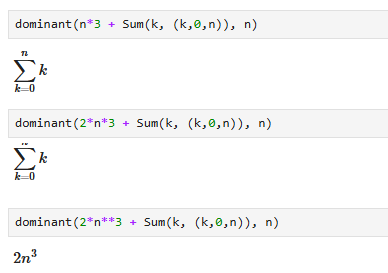 dominant(n*3 + Sum(k, (k,0,n)), n)
n
∑ k
k=0
dominant(2*n*3 + Sum(k, (k,0,n)), n)
∑ k
k=0
dominant(2*n**3 + Sum(k, (k,0,n)), n)
2n³